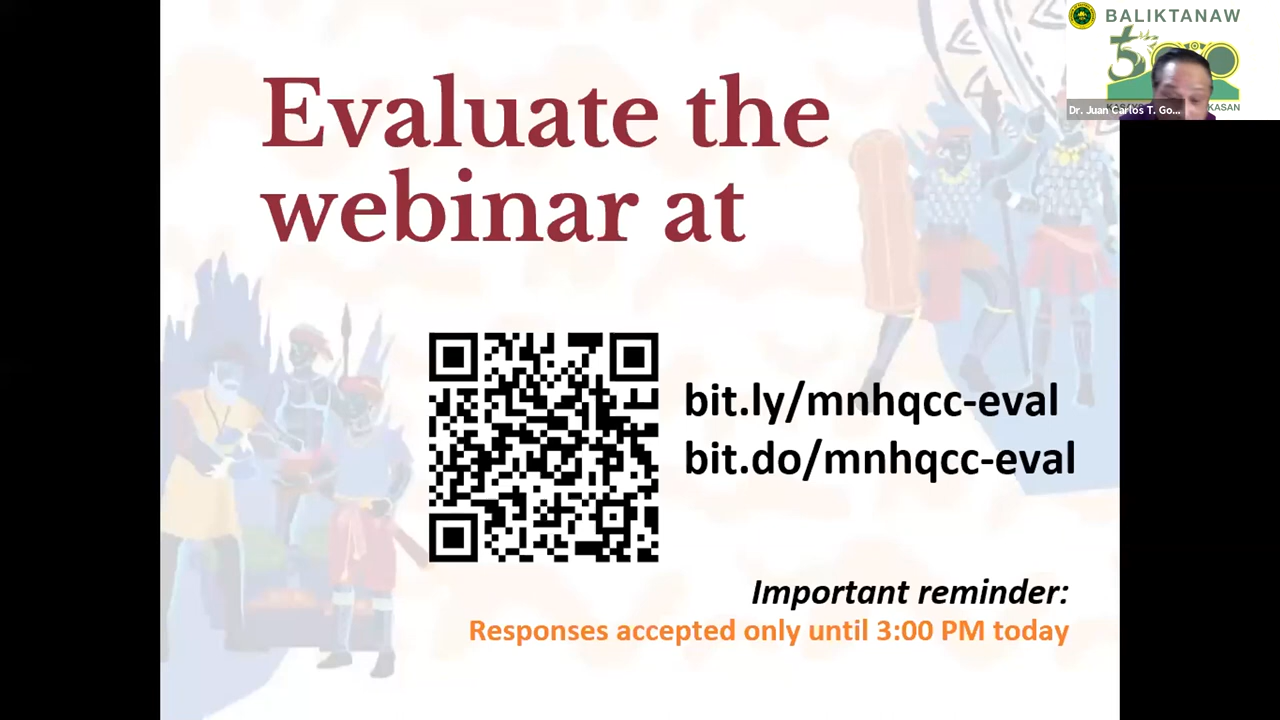 BALIKTANAW
KASAN
Dr. Juan Carlos T. Go...
Evaluate the
webinar at
bit.ly/mnhqcc-eval
bit.do/mnhqcc-eval
Important reminder:
Responses accepted only until 3:00 PM today